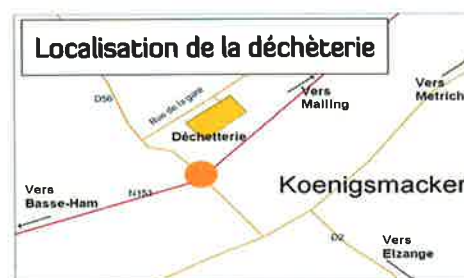 Localisation de la déchèterie
D56
Rue de la gare
Vers
Malling
Vers
Métrich
Déchetterie
Koenigsmacker
Vers
Basse-Ham
N153
D2
Vers
Elzange